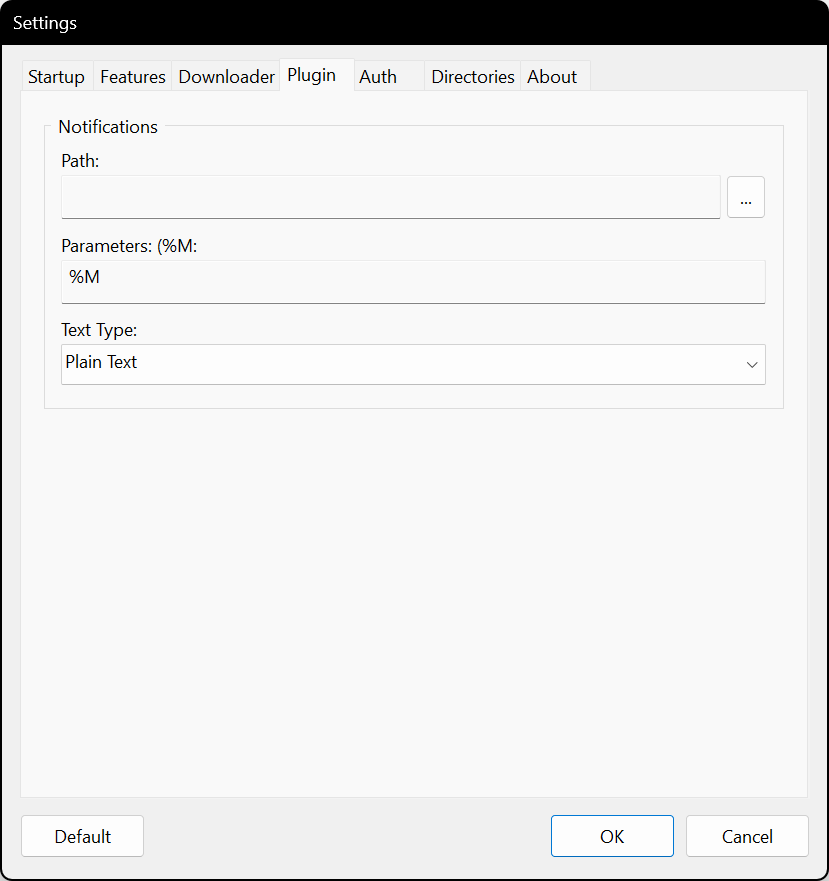 Settings
Startup Features Downloader Plugin Auth Directories About
Notifications
Path:
...
Parameters: (%M:
%M
Text Type:
Plain Text
Default OK Cancel